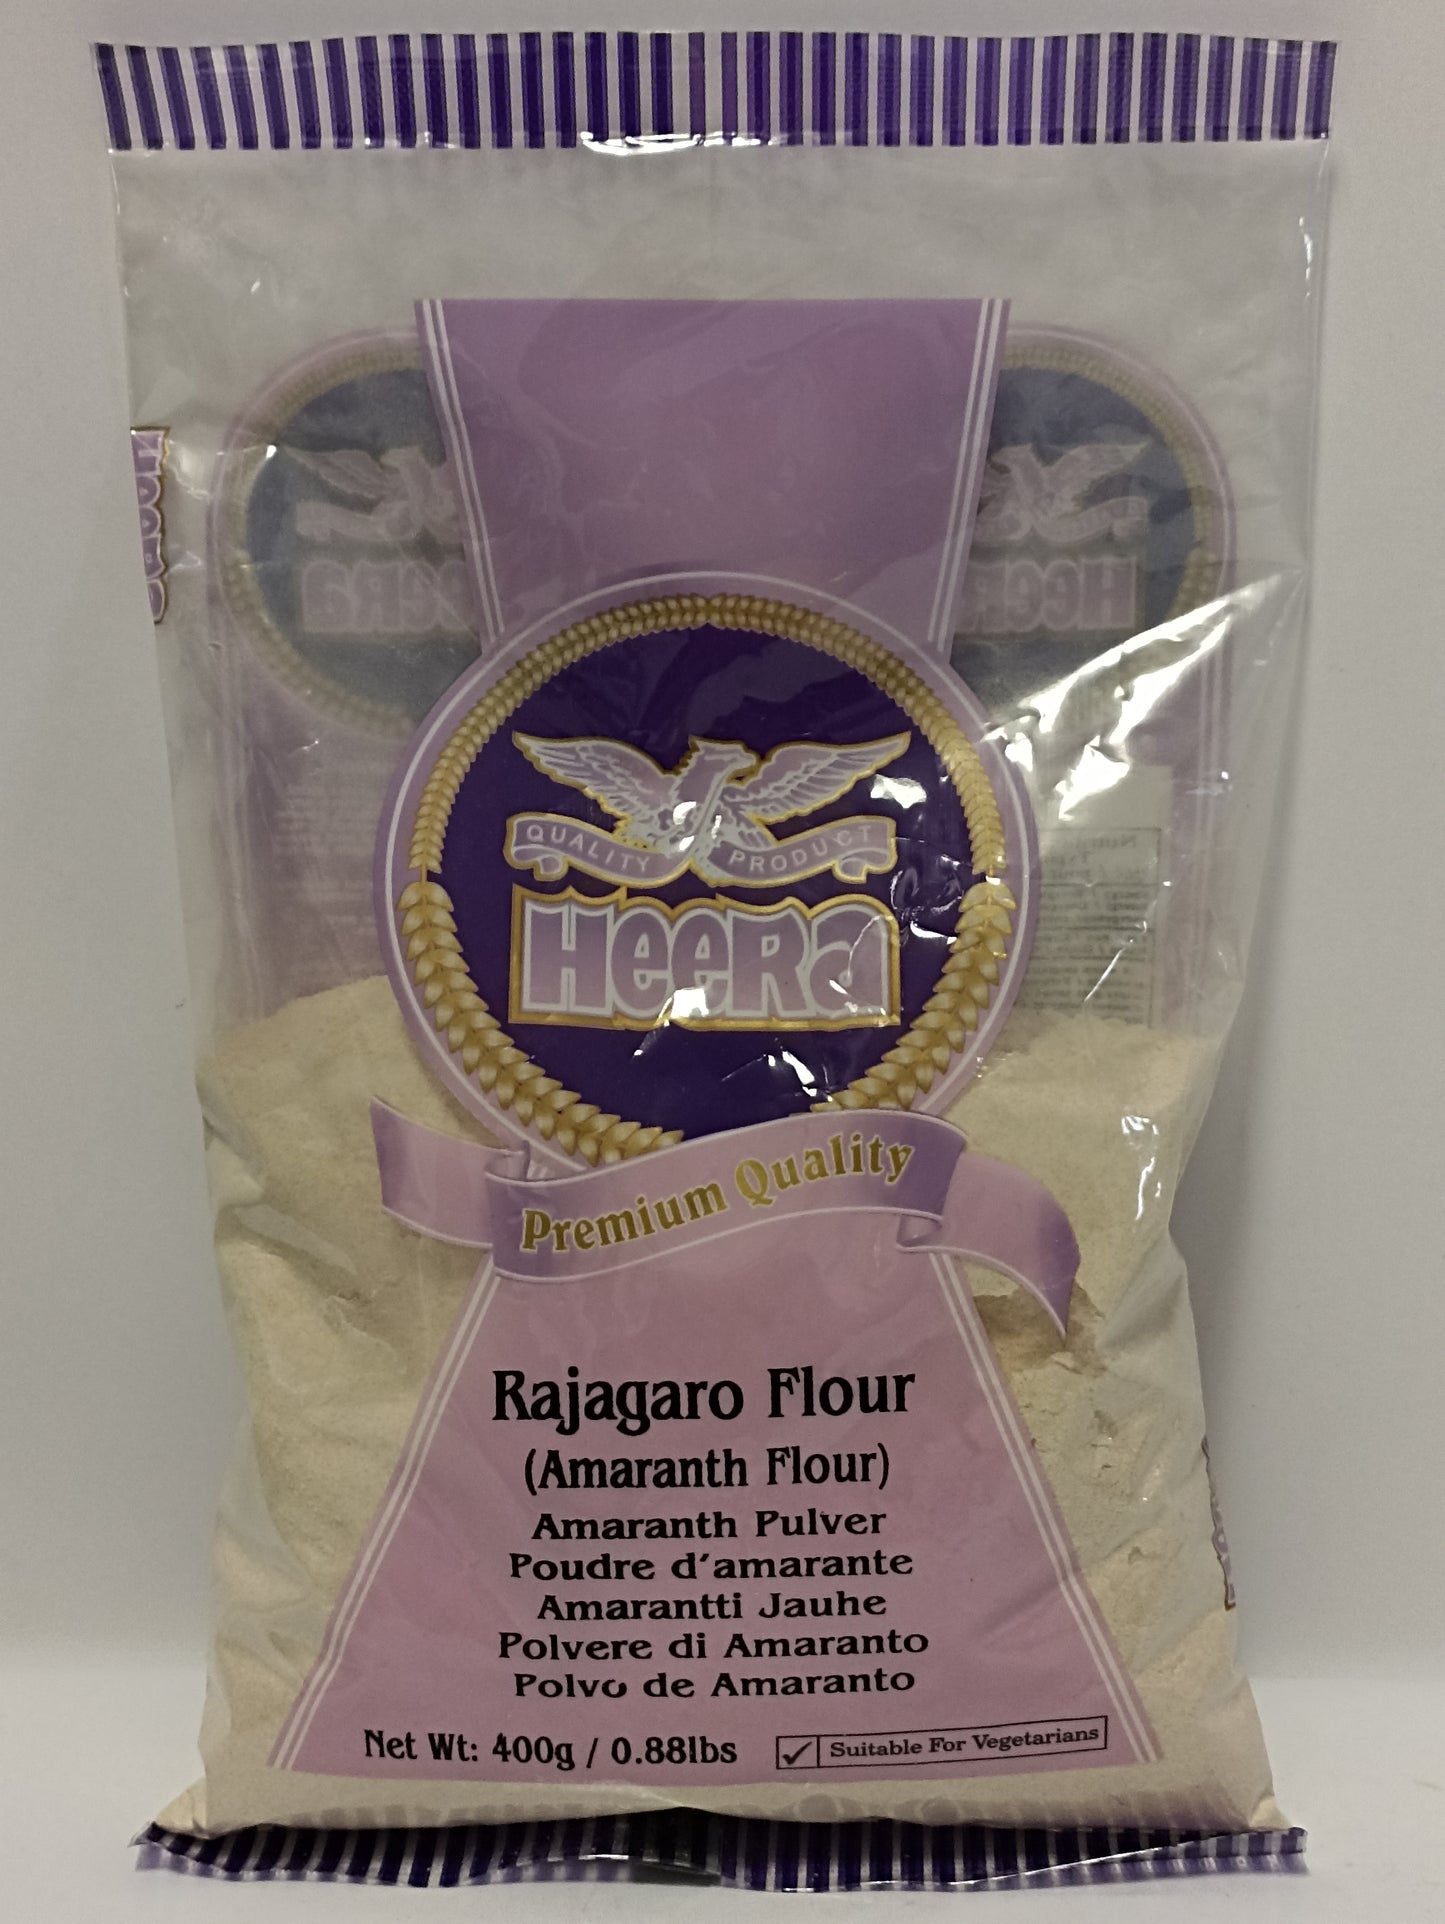 QUALITY PRODUCT
HeeRa
Premium Quality
Rajagaro Flour
(Amaranth Flour)
Amaranth Pulver
Poudre d'amarante
Amarantti Jauhe
Polvere di Amaranto
Polvo de Amaranto
Net Wt: 400g / 0.88lbs
Suitable For Vegetarians